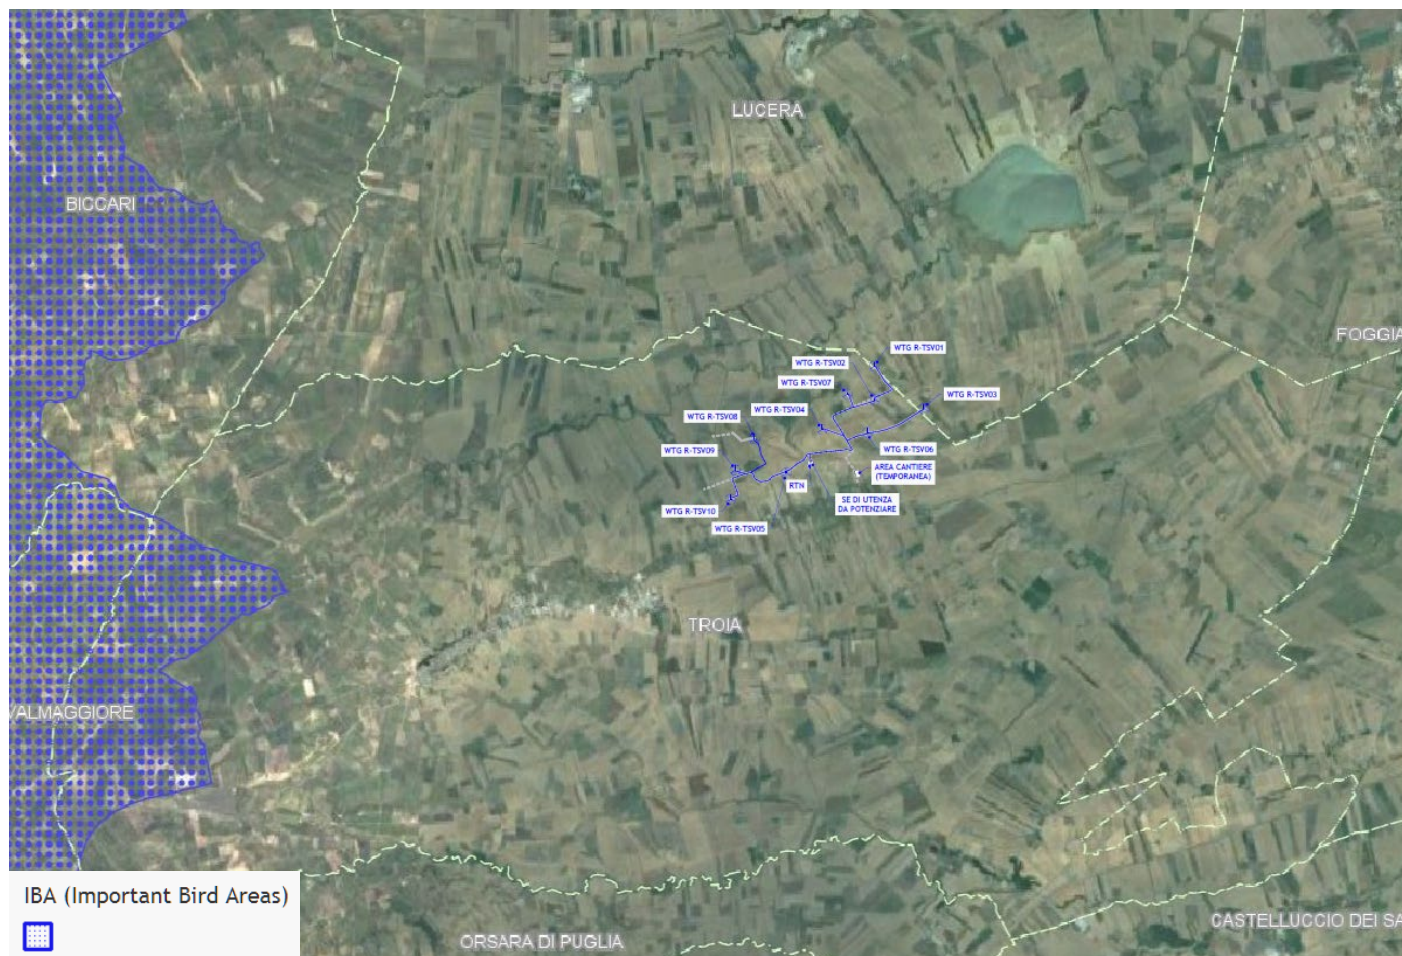 LUCERA
BICCARI
FOGGIA
WTG R-TSV01
WTG R-TSV02
WTG R-TSV07
WTG R-TSV03
WTG R-TSV04
WTG R-TSV08
WTG R-TSV06
WTG R-TSV09
AREA CANTIERE
(TEMPORANEA)
RTN
SE DI UTENZA
DA POTENZIARE
WTG R-TSV10
WTG R-TSV05
TROIA
VALMAGGIORE
IBA (Important Bird Areas)
CASTELLUCCIO DEI SA
ORSARA DI PUGLIA